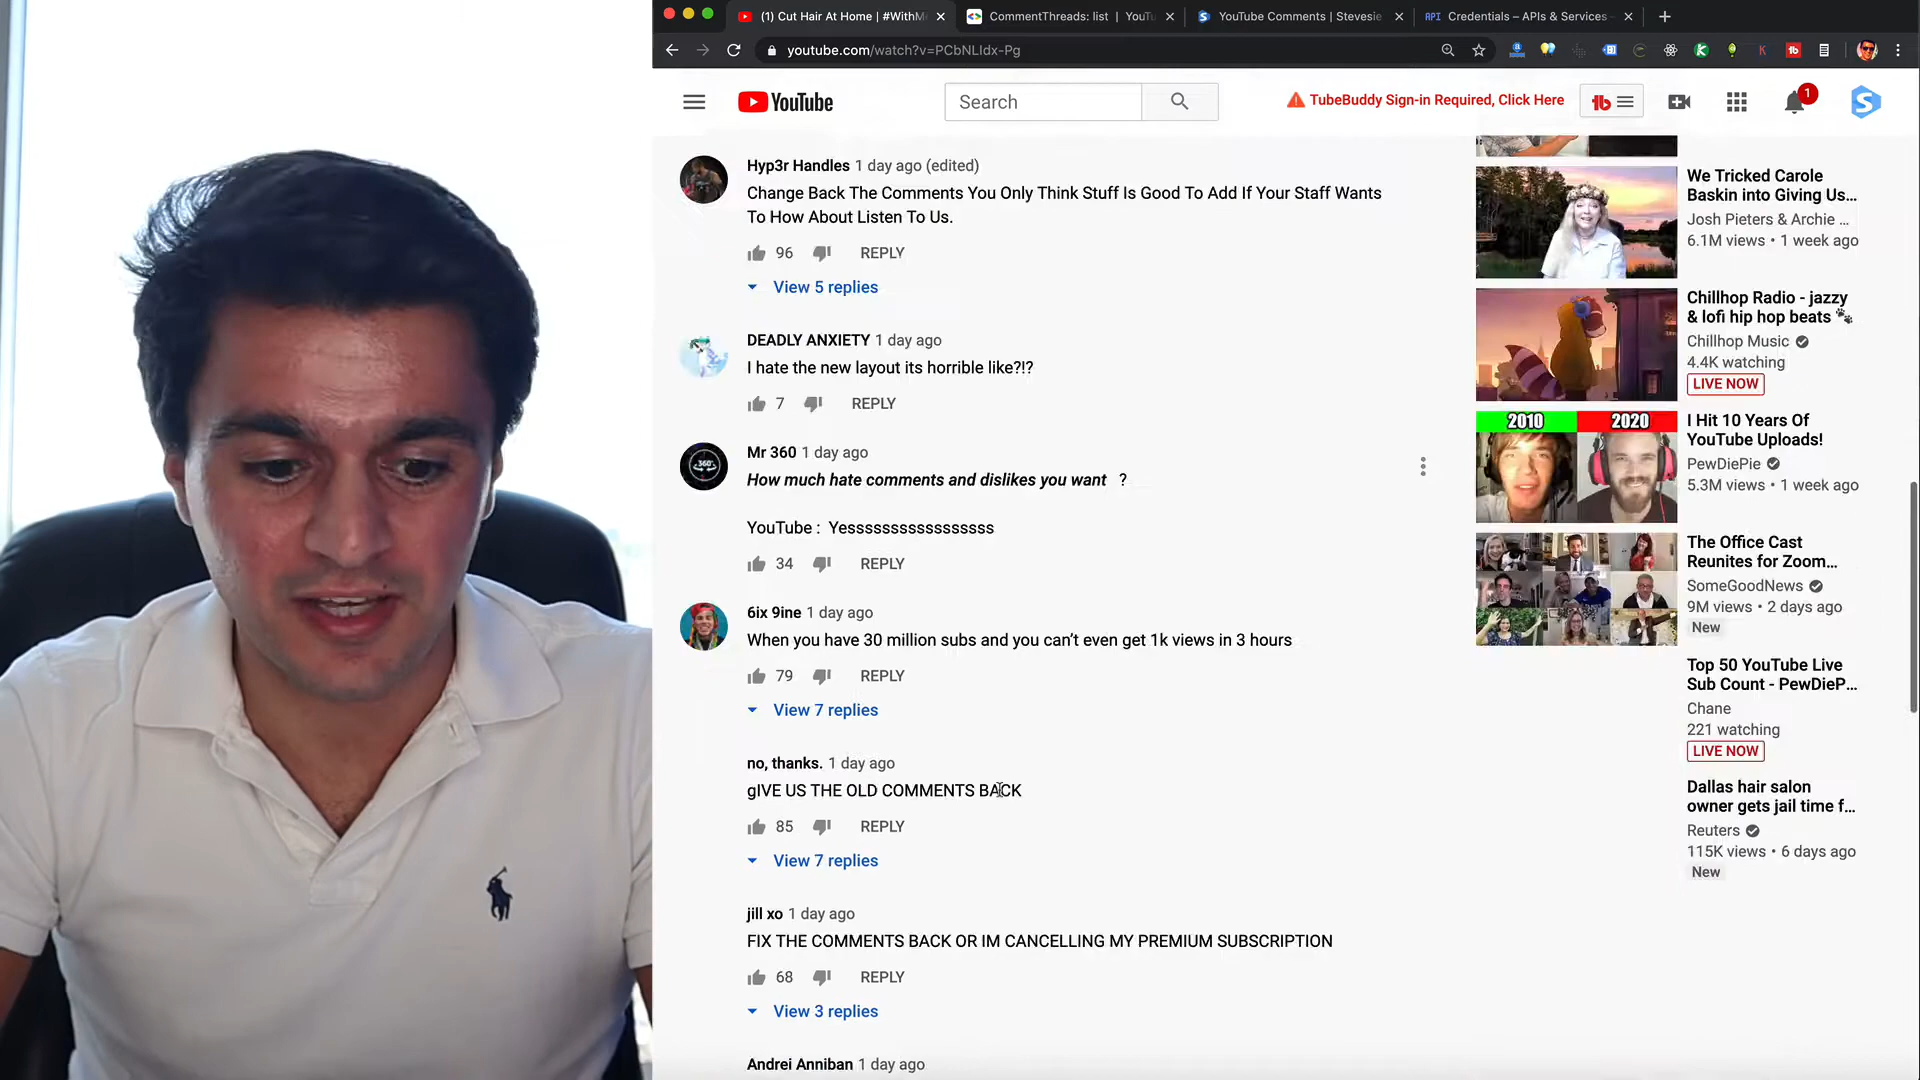 (1) Cut Hair At Home | #WithMe
CommentThreads: list | YouTu
YouTube Comments | Stevesie
API Credentials – APIs & Services -
youtube.com/watch?v=PCbNLIdx-Pg
YouTube
Search
TubeBuddy Sign-in Required, Click Here
tb
1
S
Hyp3r Handles 1 day ago (edited)
Change Back The Comments You Only Think Stuff Is Good To Add If Your Staff Wants
To How About Listen To Us.
96 REPLY
View 5 replies
DEADLY ANXIETY 1 day ago
I hate the new layout its horrible like?!?
7 REPLY
360°
Mr 360 1 day ago
How much hate comments and dislikes you want ?
YouTube : Yesssssssssssssssss
34 REPLY
6ix 9ine 1 day ago
When you have 30 million subs and you can't even get 1k views in 3 hours
79 REPLY
View 7 replies
no, thanks. 1 day ago
gIVE US THE OLD COMMENTS BACK
85 REPLY
View 7 replies
jill xo 1 day ago
FIX THE COMMENTS BACK OR IM CANCELLING MY PREMIUM SUBSCRIPTION
68 REPLY
View 3 replies
Andrei Anniban 1 day ago
We Tricked Carole
Baskin into Giving Us...
Josh Pieters & Archie ...
6.1M views • 1 week ago
Chillhop Radio - jazzy
& lofi hip hop beats 🐾
Chillhop Music
4.4K watching
LIVE NOW
2010 2020
I Hit 10 Years Of
YouTube Uploads!
PewDiePie
5.3M views • 1 week ago
The Office Cast
Reunites for Zoom...
SomeGoodNews
9M views • 2 days ago
New
Top 50 YouTube Live
Sub Count - PewDieP...
Chane
221 watching
LIVE NOW
Dallas hair salon
owner gets jail time f...
Reuters
115K views • 6 days ago
New